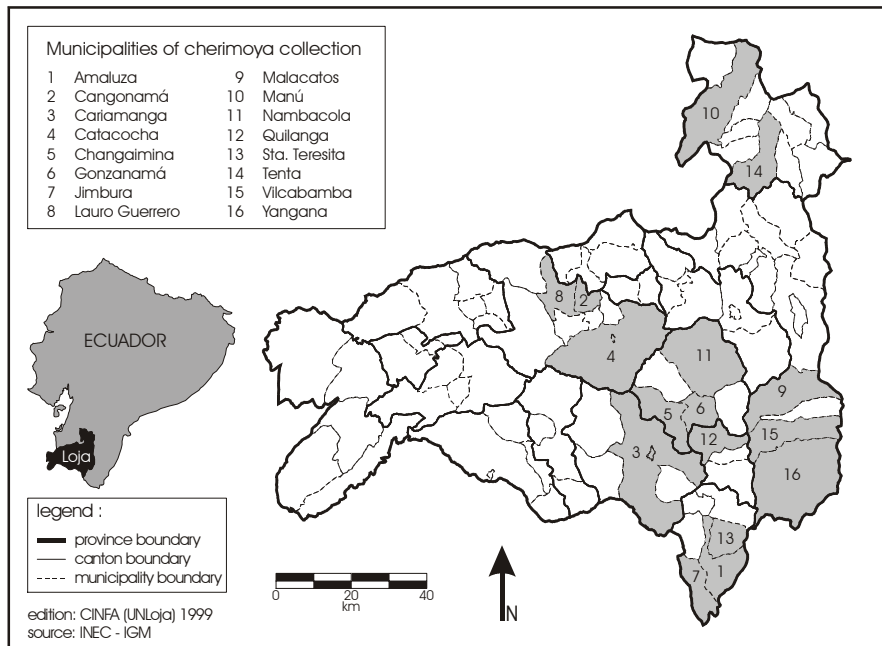 Municipalities of cherimoya collection
1 Amaluza
2 Cangonamá
3 Cariamanga
4 Catacocha
5 Changaimina
6 Gonzanamá
7 Jimbura
8 Lauro Guerrero
9 Malacatos
10 Manú
11 Nambacola
12 Quilanga
13 Sta. Teresita
14 Tenta
15 Vilcabamba
16 Yangana
10
14
8
2
4
11
9
5
6
15
12
3
16
13
7
1
ECUADOR
Loja
legend :
province boundary
canton boundary
municipality boundary
0 20 40
km
N
edition: CINFA (UNLoja) 1999
source: INEC - IGM